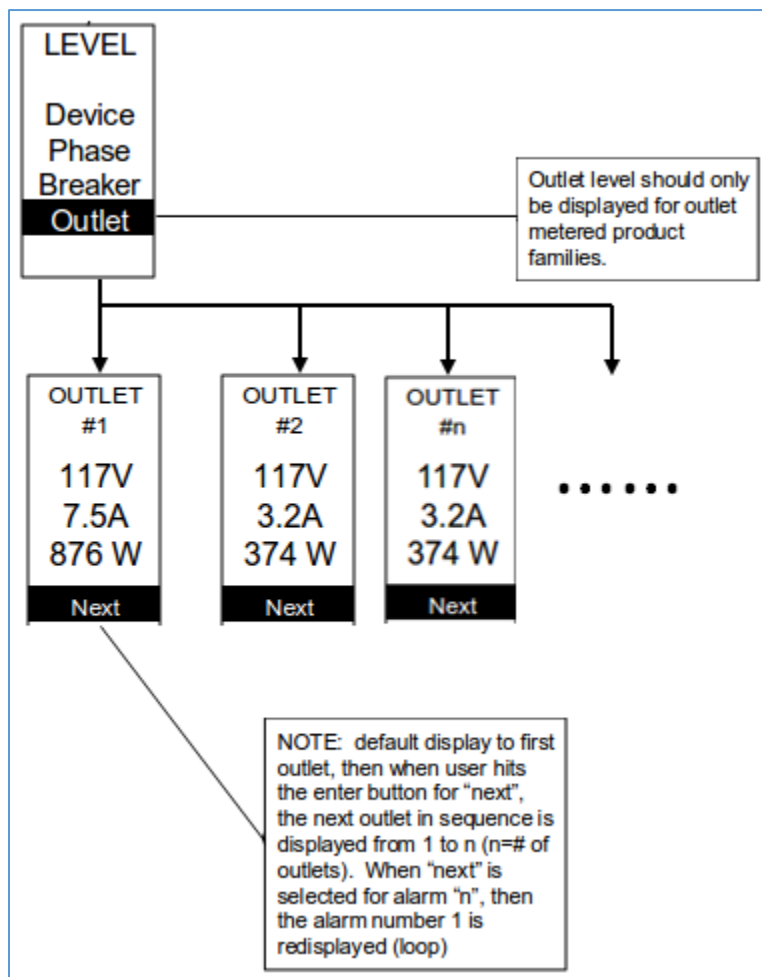 LEVEL
Device
Phase
Breaker
Outlet
Outlet level should only
be displayed for outlet
metered product
families.
OUTLET
#1
117V
7.5A
876 W
Next
OUTLET
#2
117V
3.2A
374 W
Next
OUTLET
#n
117V
3.2A
374 W
Next
NOTE:  default display to first
outlet, then when user hits
the enter button for “next”,
the next outlet in sequence is
displayed from 1 to n (n=# of
outlets).  When “next” is
selected for alarm “n”, then
the alarm number 1 is
redisplayed (loop)